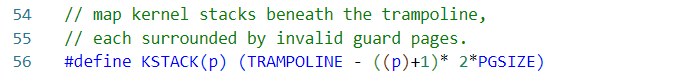 54 // map kernel stacks beneath the trampoline,
55 // each surrounded by invalid guard pages.
56 #define KSTACK(p) (TRAMPOLINE - ((p)+1)* 2*PGSIZE)